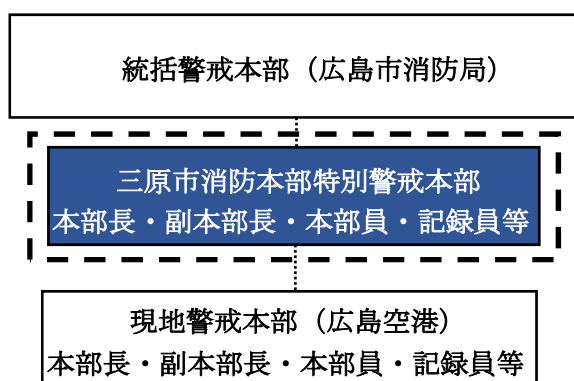 統括警戒本部（広島市消防局）
三原市消防本部特別警戒本部
本部長・副本部長・本部員・記録員等
現地警戒本部（広島空港）
本部長・副本部長・本部員・記録員等